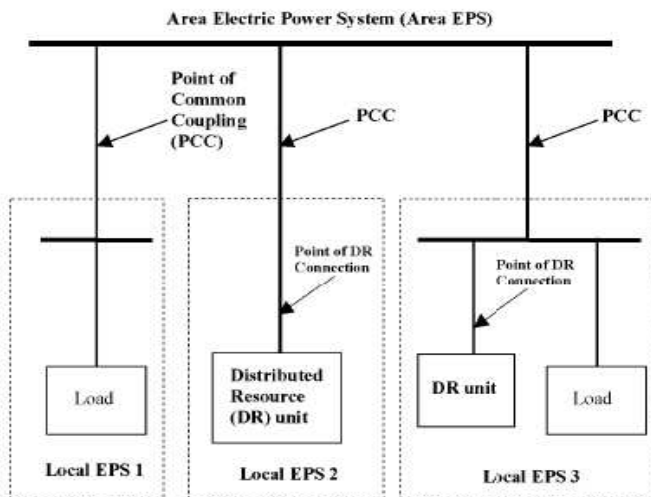 Area Electric Power System (Area EPS)
Point of
Common
Coupling
(PCC)
PCC
PCC
Point of DR
Connection
Point of DR
Connection
Load
Distributed
Resource
(DR) unit
DR unit
Load
Local EPS 1
Local EPS 2
Local EPS 3